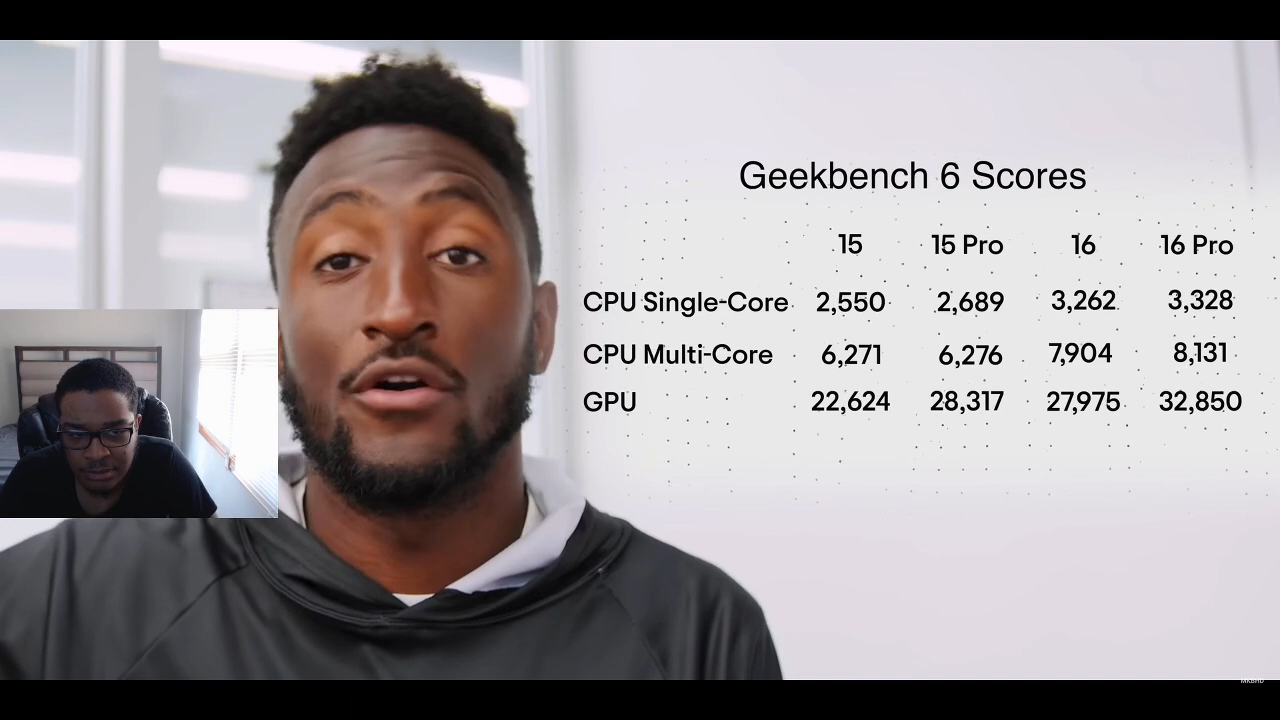 Geekbench 6 Scores
15 15 Pro 16 16 Pro
CPU Single-Core 2,550 2,689 3,262 3,328
CPU Multi-Core 6,271 6,276 7,904 8,131
GPU 22,624 28,317 27,975 32,850
MKBHD